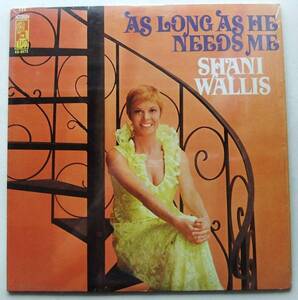 AS LONG AS HE
NEEDS ME
SHANI
WALLIS